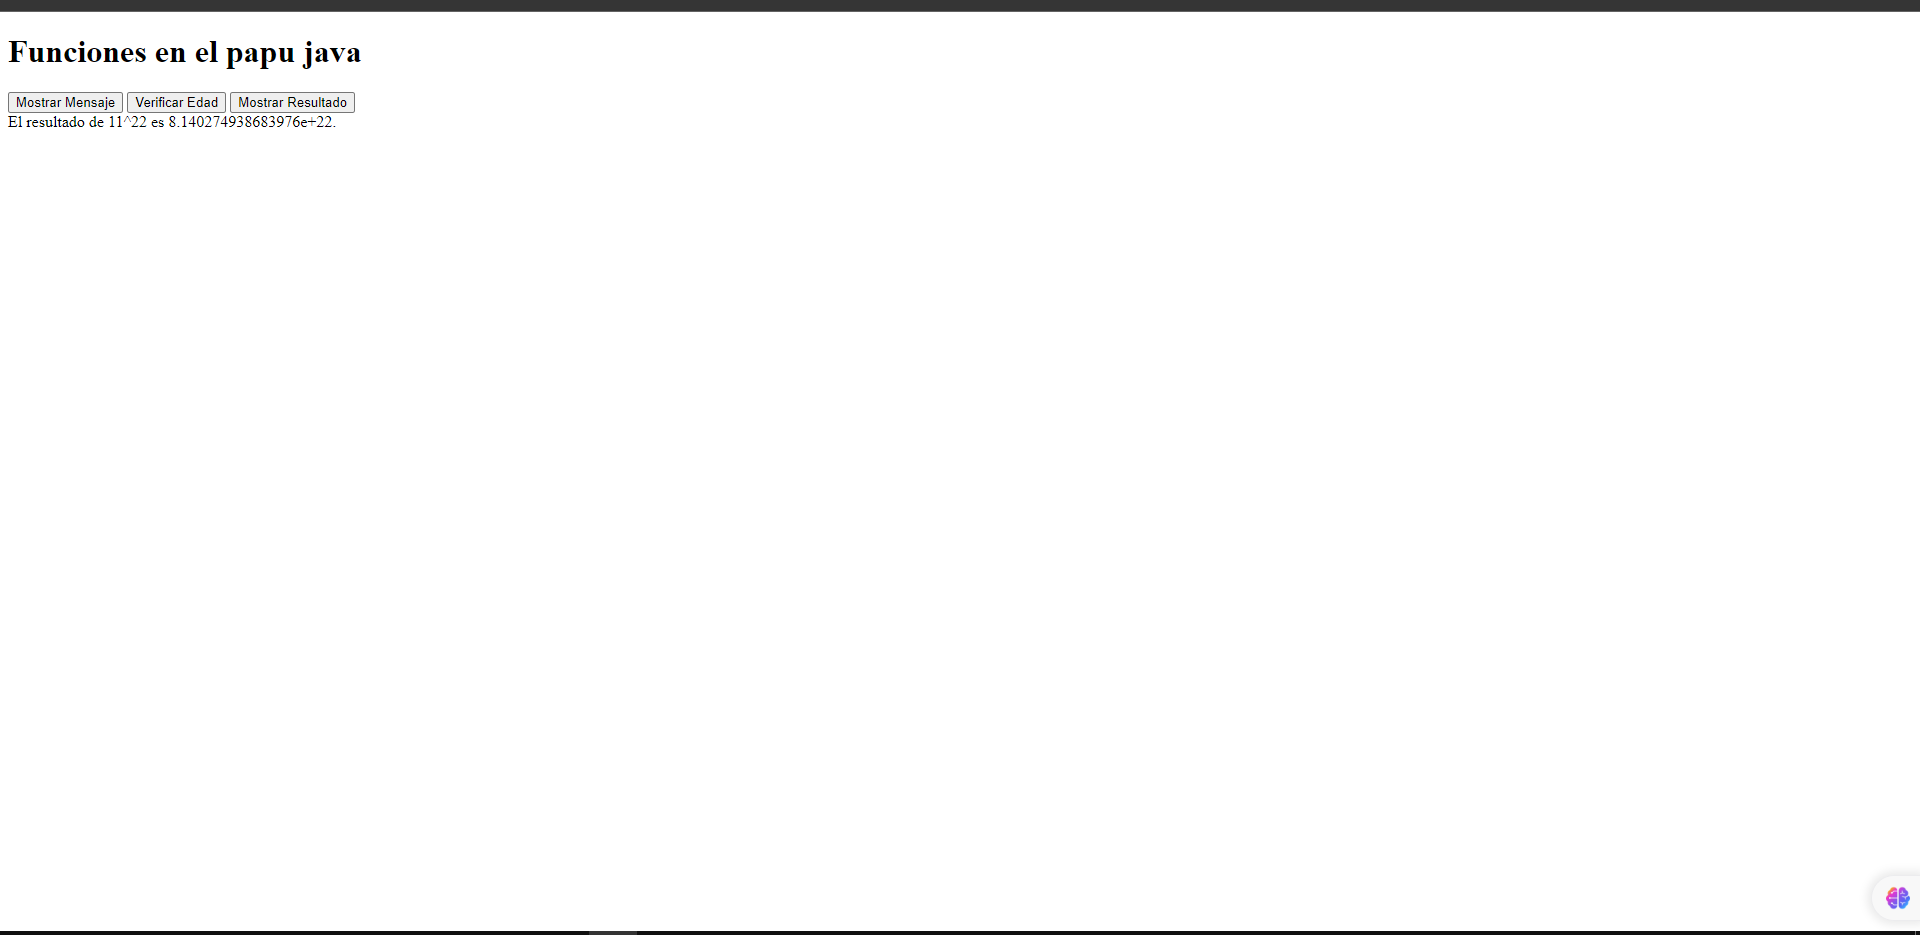 Funciones en el papu java
Mostrar Mensaje Verificar Edad Mostrar Resultado
El resultado de 11^22 es 8.140274938683976e+22.